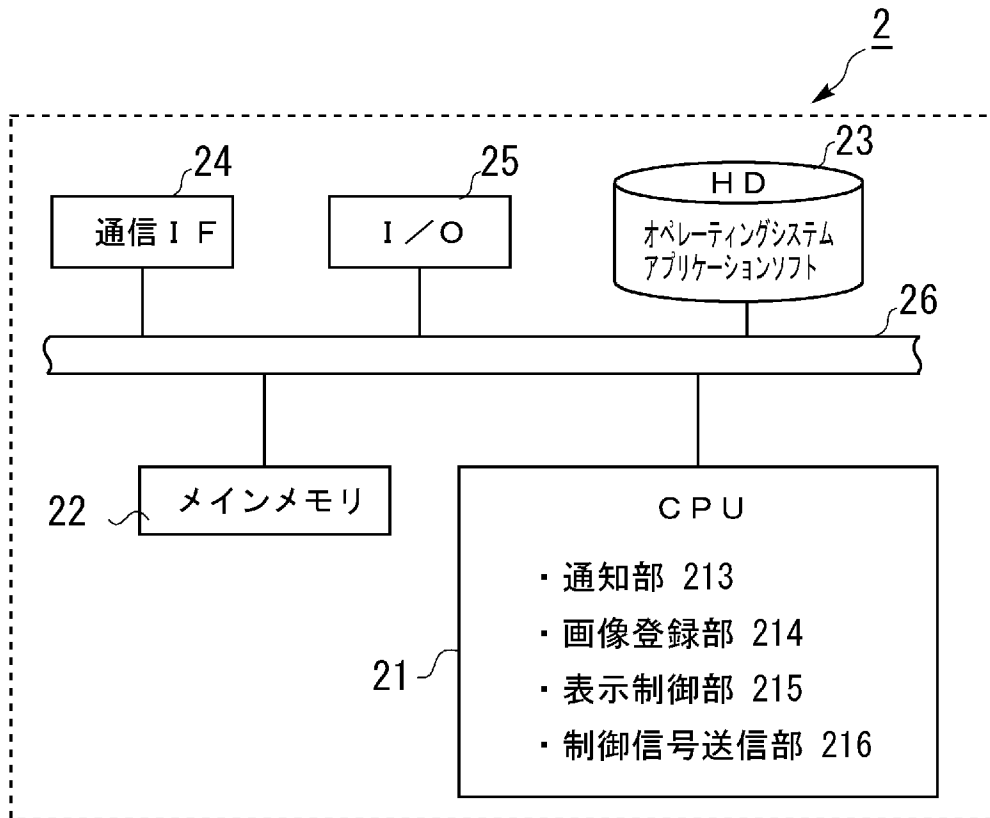 2
24
25
23
通信ＩＦ
Ｉ／Ｏ
ＨＤ
オペレーティングシステム
アプリケーションソフト
26
22
メインメモリ
ＣＰＵ
・通知部 213
・画像登録部 214
・表示制御部 215
・制御信号送信部 216
21